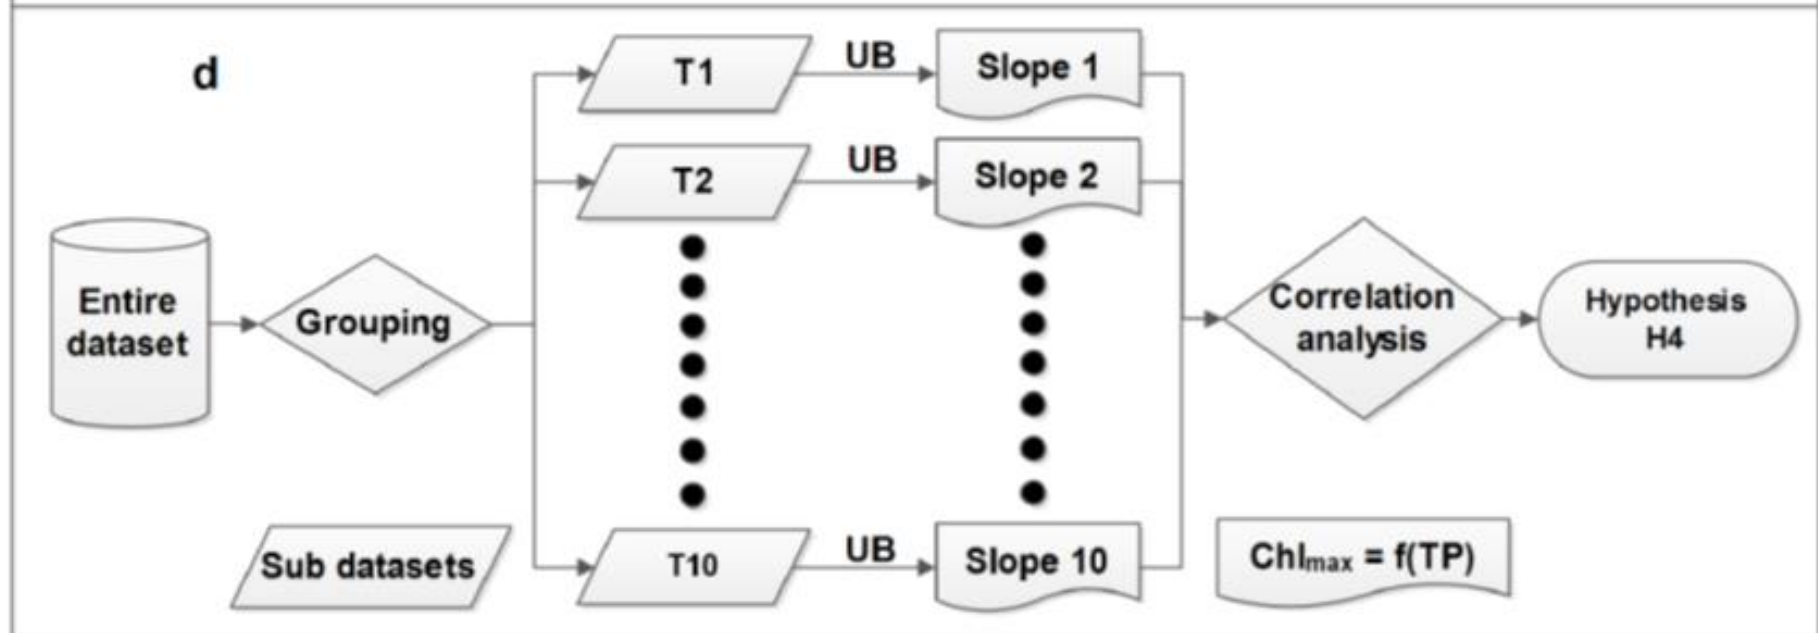 d
T1
UB
Slope 1
T2
UB
Slope 2
Entire
dataset
Grouping
Correlation
analysis
Hypothesis
H4
Sub datasets
T10
UB
Slope 10
Chlmax = f(TP)